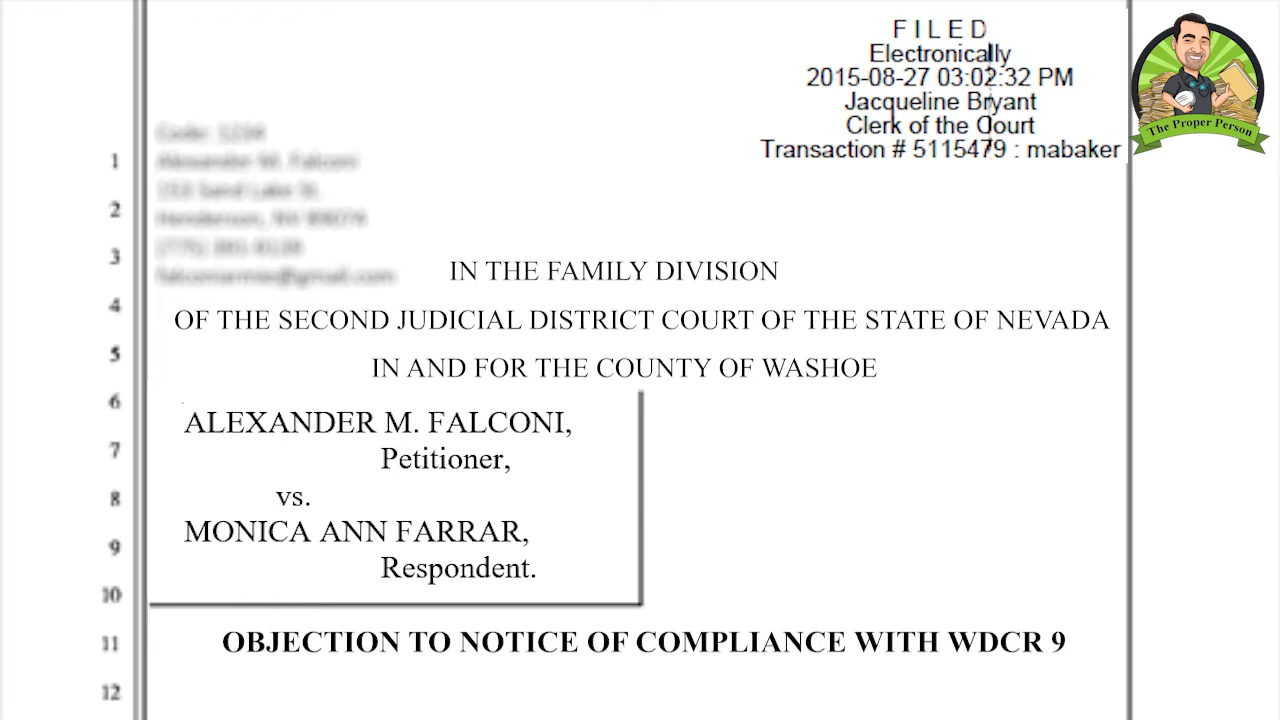 FILED
Electronically
2015-08-27 03:02:32 PM
Jacqueline Bryant
Clerk of the Court
Transaction # 5115479 : mabaker
The Proper Person
1
2
3
4
5
6
7
8
9
10
11
12
IN THE FAMILY DIVISION
OF THE SECOND JUDICIAL DISTRICT COURT OF THE STATE OF NEVADA
IN AND FOR THE COUNTY OF WASHOE
ALEXANDER M. FALCONI,
Petitioner,
vs.
MONICA ANN FARRAR,
Respondent.
OBJECTION TO NOTICE OF COMPLIANCE WITH WDCR 9